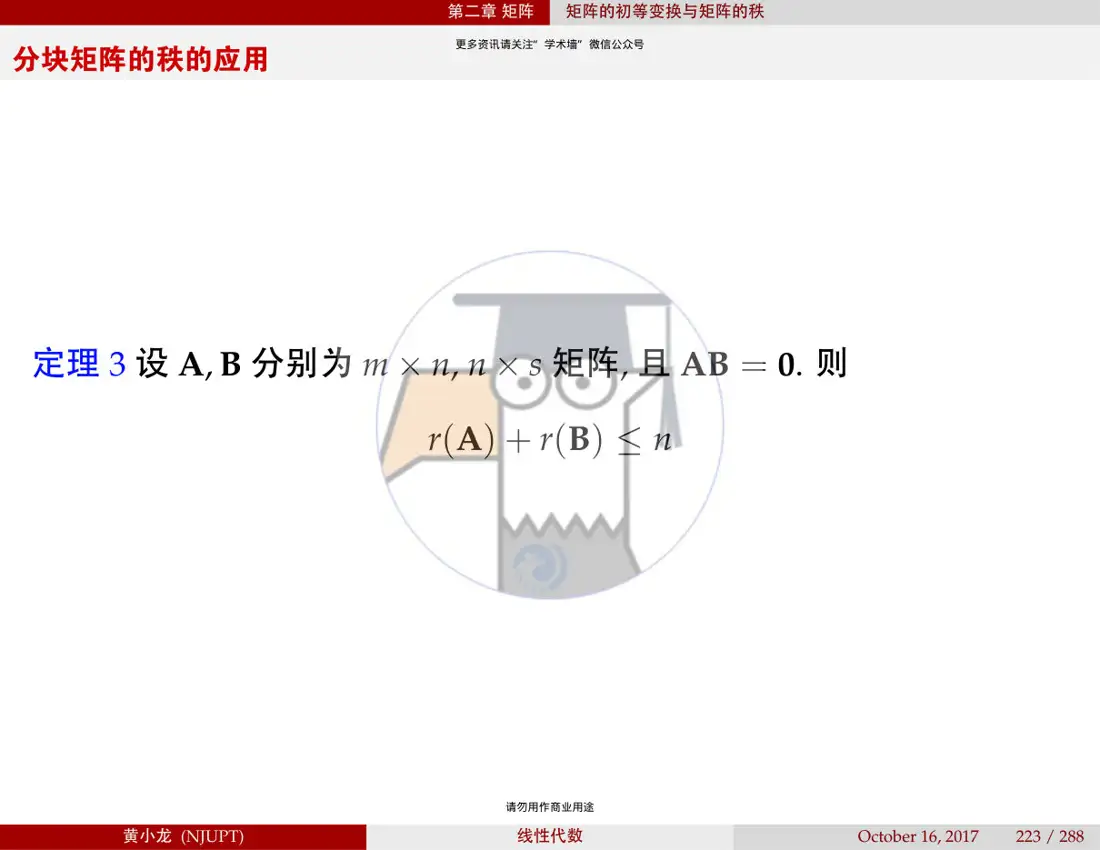 第二章 矩阵 矩阵的初等变换与矩阵的秩
更多资讯请关注“学术墙”微信公众号
分块矩阵的秩的应用
定理 3 设 A, B 分别为 m × n, n × s 矩阵, 且 AB = 0. 则
r(A) + r(B) ≤ n
请勿用作商业用途
黄小龙 (NJUPT) 线性代数 October 16, 2017 223 / 288